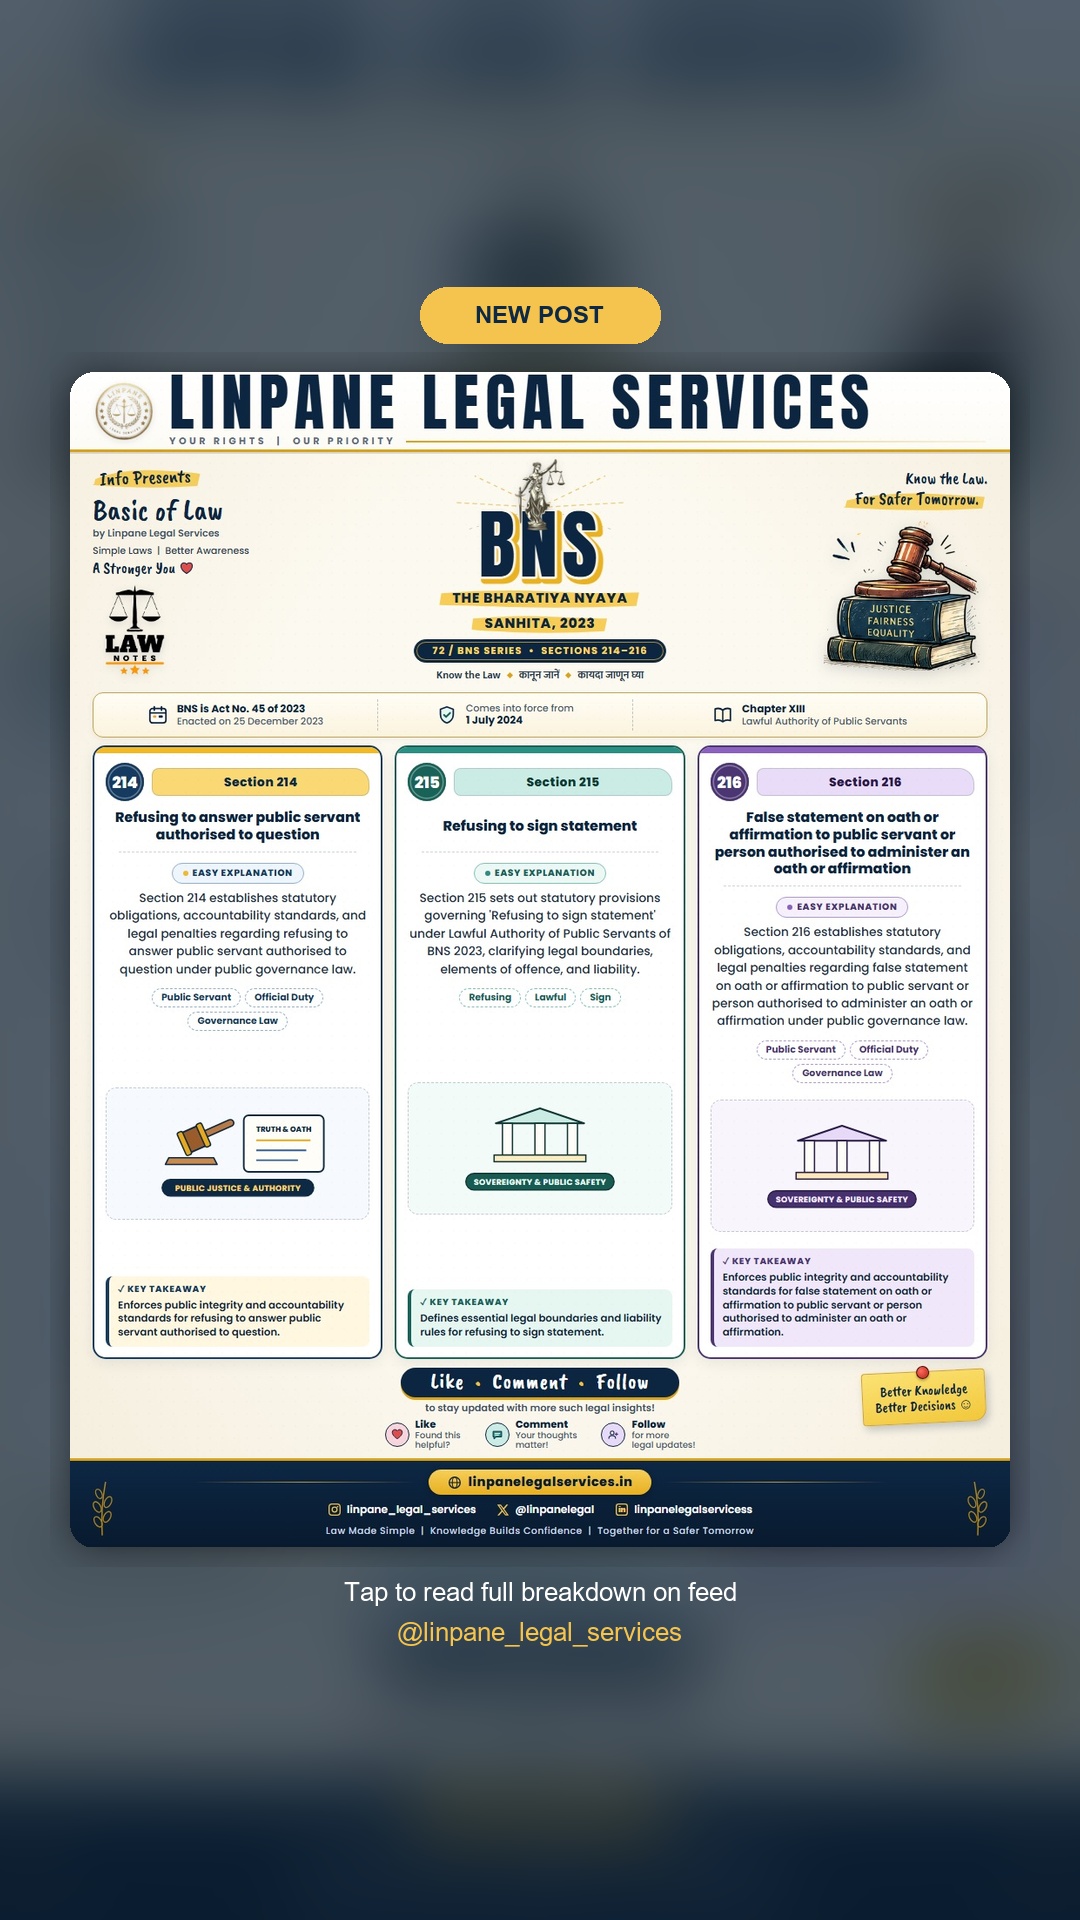 NEW POST
LINPANE LEGAL SERVICES
YOUR RIGHTS | OUR PRIORITY
Info Presents
Basic of Law
by Linpane Legal Services
Simple Laws | Better Awareness
A Stronger You
LAW
NOTES
BNS
THE BHARATIYA NYAYA
SANHITA, 2023
72 / BNS SERIES • SECTIONS 214–216
Know the Law ◆ कानून जानें ◆ कायदा जाणून घ्या
Know the Law.
For Safer Tomorrow.
JUSTICE
FAIRNESS
EQUALITY
BNS is Act No. 45 of 2023
Enacted on 25 December 2023
Comes into force from
1 July 2024
Chapter XIII
Lawful Authority of Public Servants
214
Section 214
Refusing to answer public servant
authorised to question
EASY EXPLANATION
Section 214 establishes statutory
obligations, accountability standards, and
legal penalties regarding refusing to
answer public servant authorised to
question under public governance law.
Public Servant
Official Duty
Governance Law
TRUTH & OATH
PUBLIC JUSTICE & AUTHORITY
✓ KEY TAKEAWAY
Enforces public integrity and accountability
standards for refusing to answer public
servant authorised to question.
215
Section 215
Refusing to sign statement
EASY EXPLANATION
Section 215 sets out statutory provisions
governing 'Refusing to sign statement'
under Lawful Authority of Public Servants of
BNS 2023, clarifying legal boundaries,
elements of offence, and liability.
Refusing
Lawful
Sign
SOVEREIGNTY & PUBLIC SAFETY
✓ KEY TAKEAWAY
Defines essential legal boundaries and liability
rules for refusing to sign statement.
216
Section 216
False statement on oath or
affirmation to public servant or
person authorised to administer an
oath or affirmation
EASY EXPLANATION
Section 216 establishes statutory
obligations, accountability standards, and
legal penalties regarding false statement
on oath or affirmation to public servant or
person authorised to administer an oath or
affirmation under public governance law.
Public Servant
Official Duty
Governance Law
SOVEREIGNTY & PUBLIC SAFETY
✓ KEY TAKEAWAY
Enforces public integrity and accountability
standards for false statement on oath or
affirmation to public servant or person
authorised to administer an oath or
affirmation.
Like • Comment • Follow
to stay updated with more such legal insights!
Like
Found this
helpful?
Comment
Your thoughts
matter!
Follow
for more
legal updates!
Better Knowledge
Better Decisions ☺
linpanelegalservices.in
linpane_legal_services
@linpanelegal
linpanelegalservicess
Law Made Simple | Knowledge Builds Confidence | Together for a Safer Tomorrow
Tap to read full breakdown on feed
@linpane_legal_services